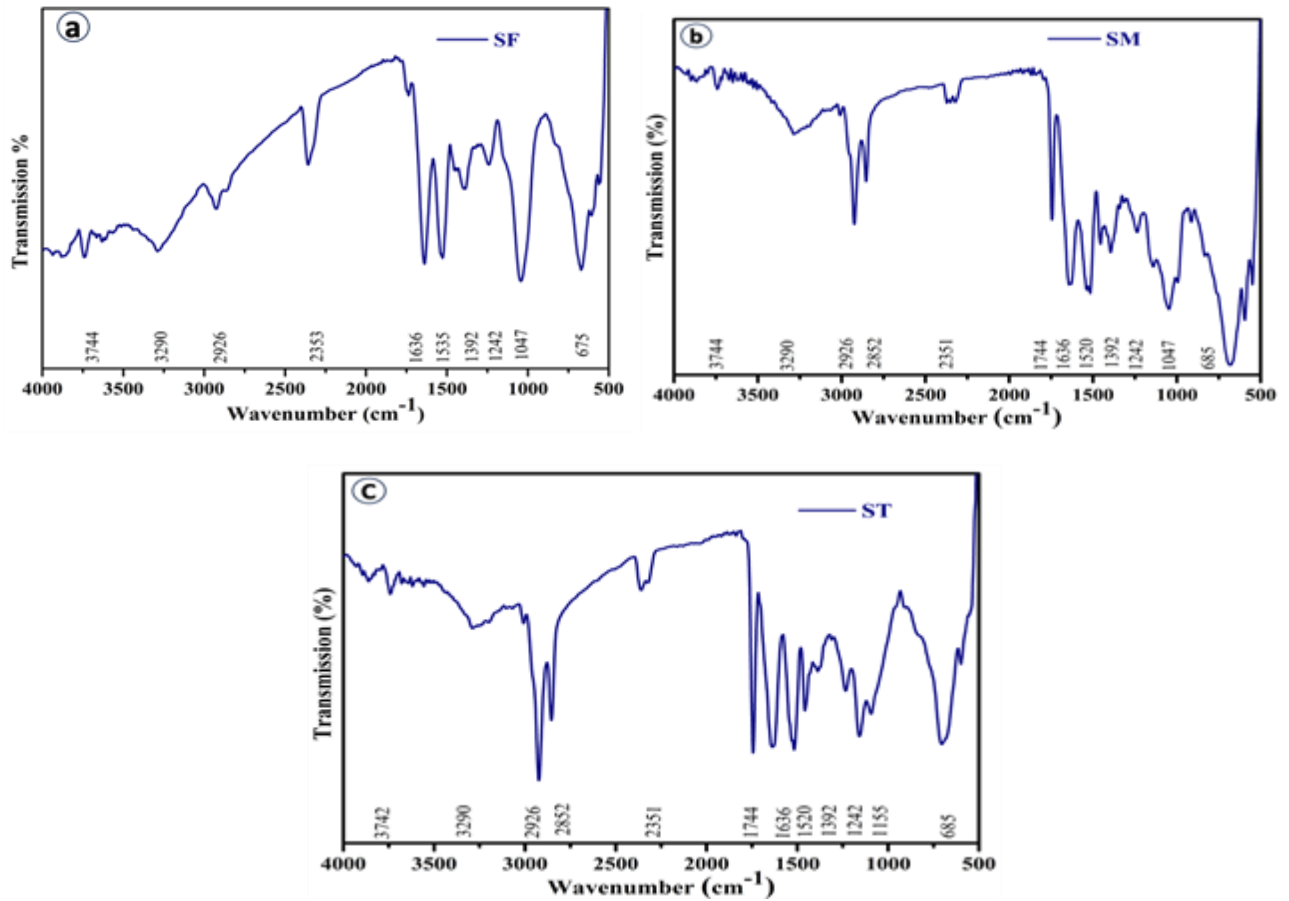 a
SF
Transmission %
3744 3290 2926 2353 1636 1535 1392 1242 1047 675
4000 3500 3000 2500 2000 1500 1000 500
Wavenumber (cm-1)
b
SM
Transmission (%)
3744 3290 2926 2852 2351 1744 1636 1520 1392 1242 1047 685
4000 3500 3000 2500 2000 1500 1000 500
Wavenumber (cm-1)
C
ST
Transmission (%)
3742 3290 2926 2852 2351 1744 1636 1520 1392 1242 1155 685
4000 3500 3000 2500 2000 1500 1000 500
Wavenumber (cm-1)